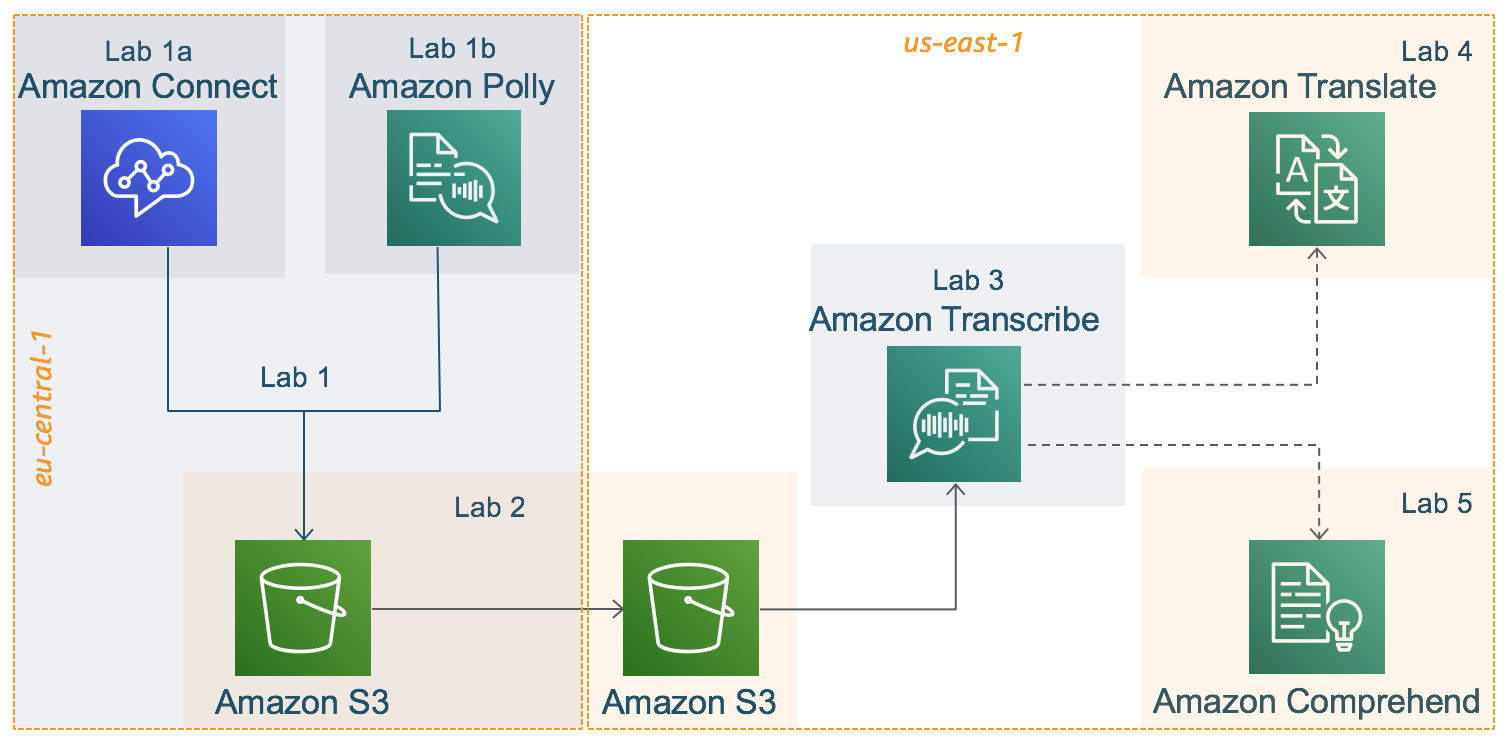 Lab 1a
Amazon Connect
Lab 1b
Amazon Polly
eu-central-1
Lab 1
Lab 2
Amazon S3
us-east-1
Amazon S3
Lab 3
Amazon Transcribe
Lab 4
Amazon Translate
A
文
Lab 5
Amazon Comprehend